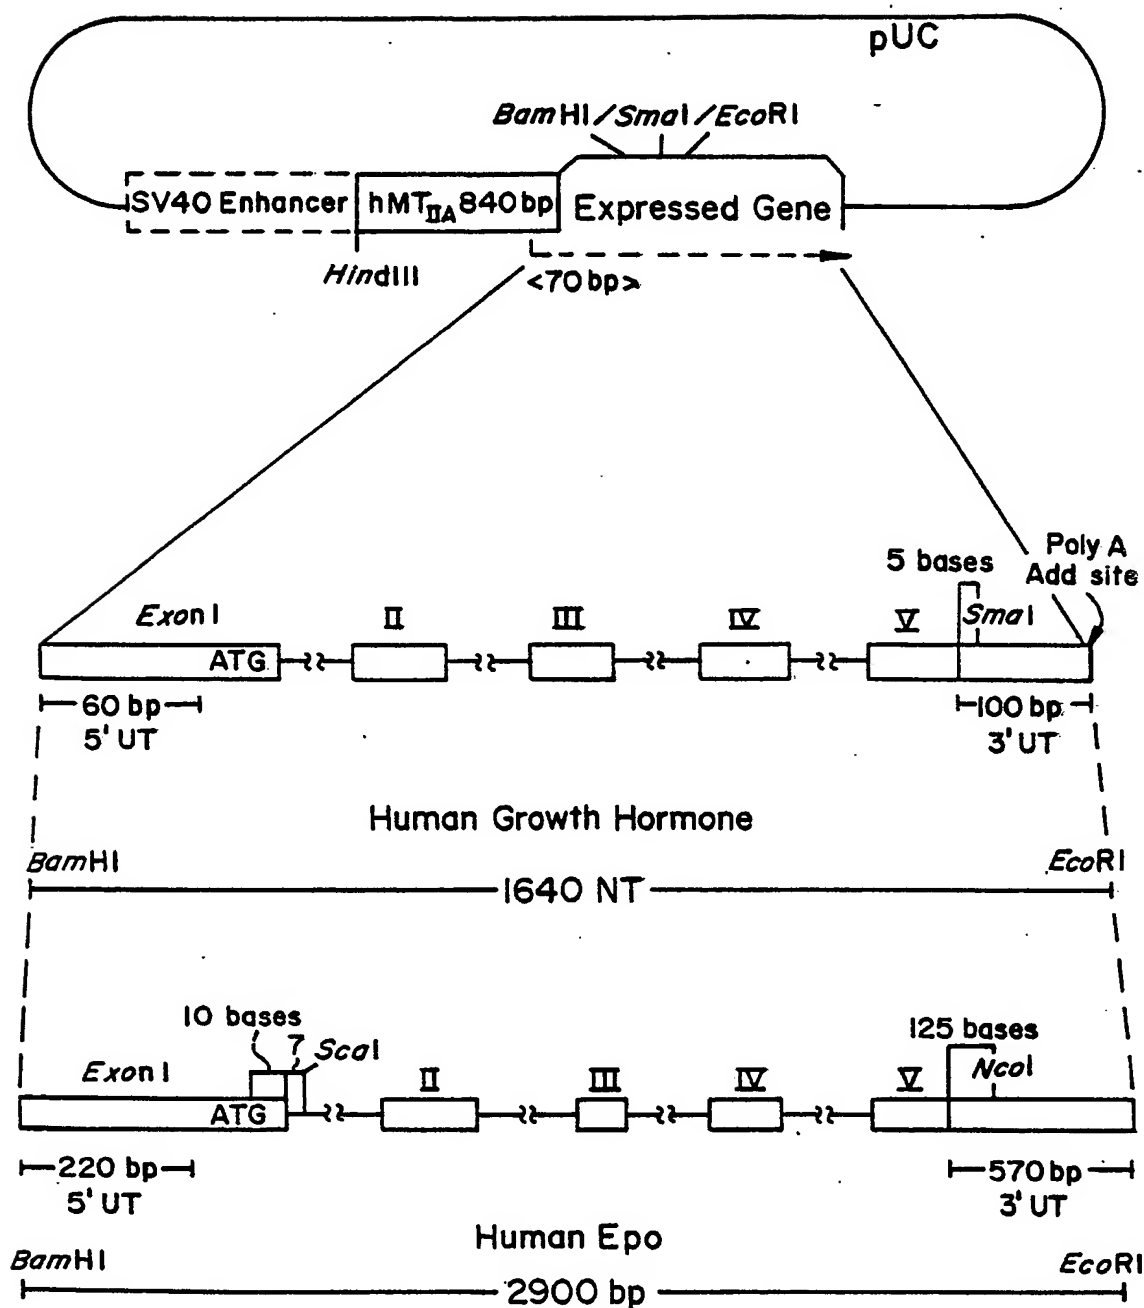 pUC
BamHI/SmaI/EcoRI
SV40 Enhancer
hMTIIA 840 bp
Expressed Gene
HindIII
<70 bp>
5 bases
Poly A
Add site
Exon I
II
III
IV
V
SmaI
ATG
60 bp
5' UT
100 bp
3' UT
Human Growth Hormone
BamHI
EcoRI
1640 NT
10 bases
7
ScaI
125 bases
Exon I
II
III
IV
V
NcoI
ATG
220 bp
5' UT
570 bp
3' UT
Human Epo
BamHI
EcoRI
2900 bp